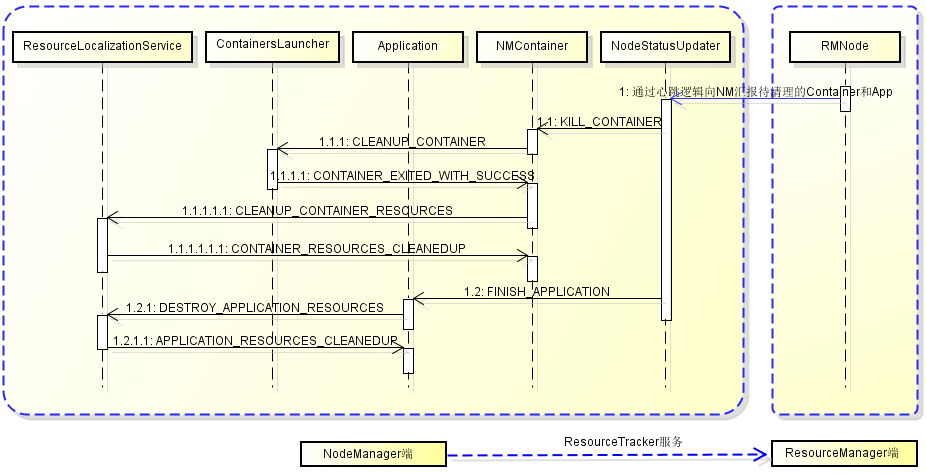 ResourceLocalizationService
ContainersLauncher
Application
NMContainer
NodeStatusUpdater
RMNode
1: 通过心跳逻辑向NM汇报待清理的Container和App
1.1: KILL_CONTAINER
1.1.1: CLEANUP_CONTAINER
1.1.1.1: CONTAINER_EXITED_WITH_SUCCESS
1.1.1.1.1: CLEANUP_CONTAINER_RESOURCES
1.1.1.1.1.1: CONTAINER_RESOURCES_CLEANEDUP
1.2: FINISH_APPLICATION
1.2.1: DESTROY_APPLICATION_RESOURCES
1.2.1.1: APPLICATION_RESOURCES_CLEANEDUP
ResourceTracker服务
NodeManager端
ResourceManager端